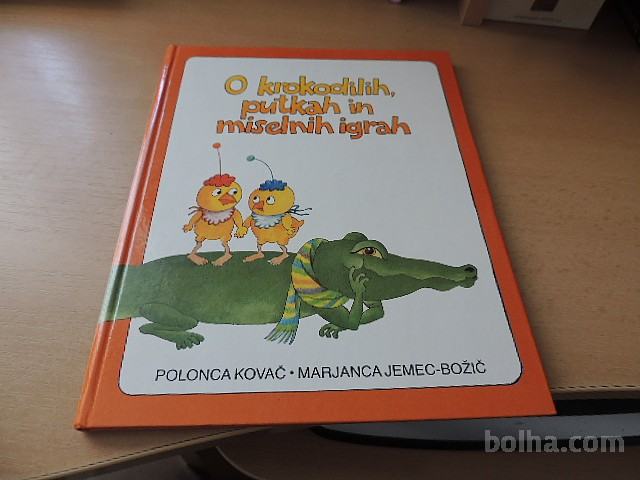 O krokodilih,
putkah in
miselnih igrah
POLONCA KOVAČ • MARJANCA JEMEC-BOŽIČ
bolha.com